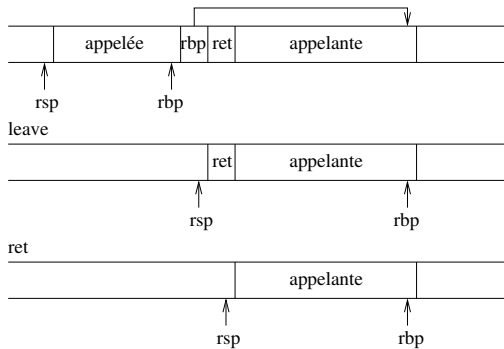 appelée rbp ret appelante
rsp rbp
leave
ret appelante
rsp rbp
ret
appelante
rsp rbp